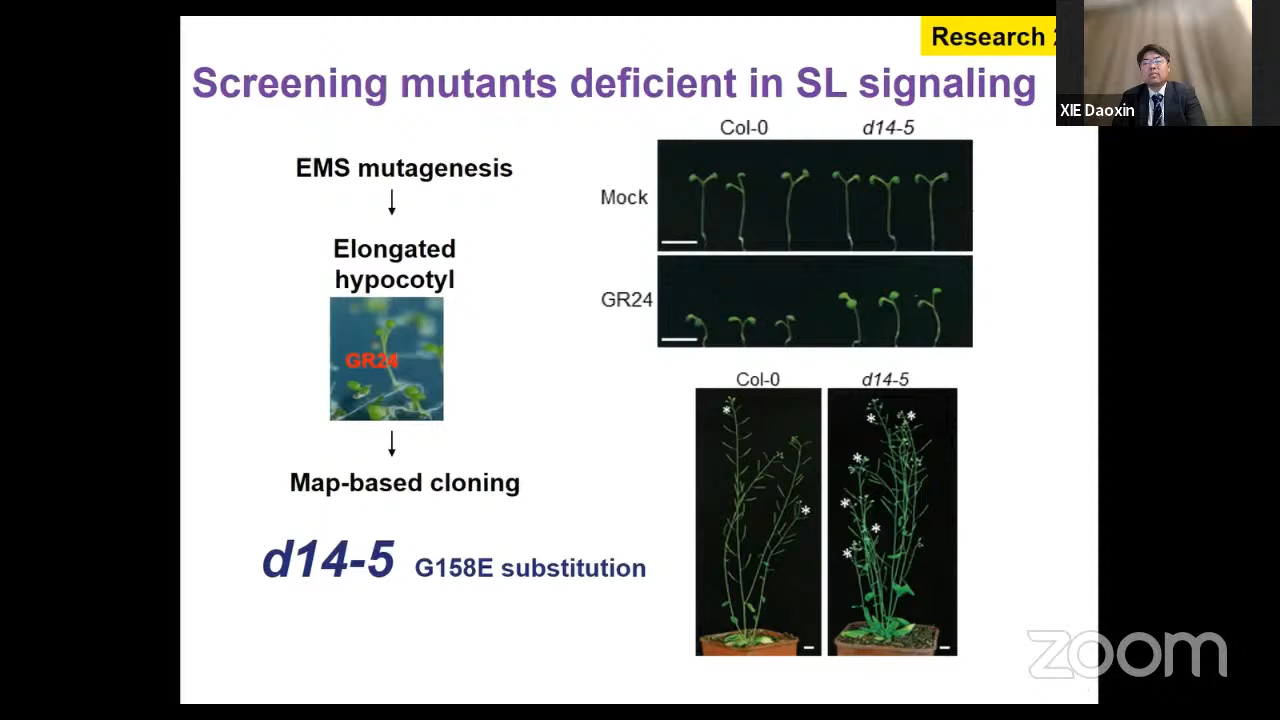 Research
XIE Daoxin
Screening mutants deficient in SL signaling
EMS mutagenesis
Elongated
hypocotyl
GR24
Map-based cloning
d14-5 G158E substitution
Col-0 d14-5
Mock
GR24
Col-0 d14-5
zoom